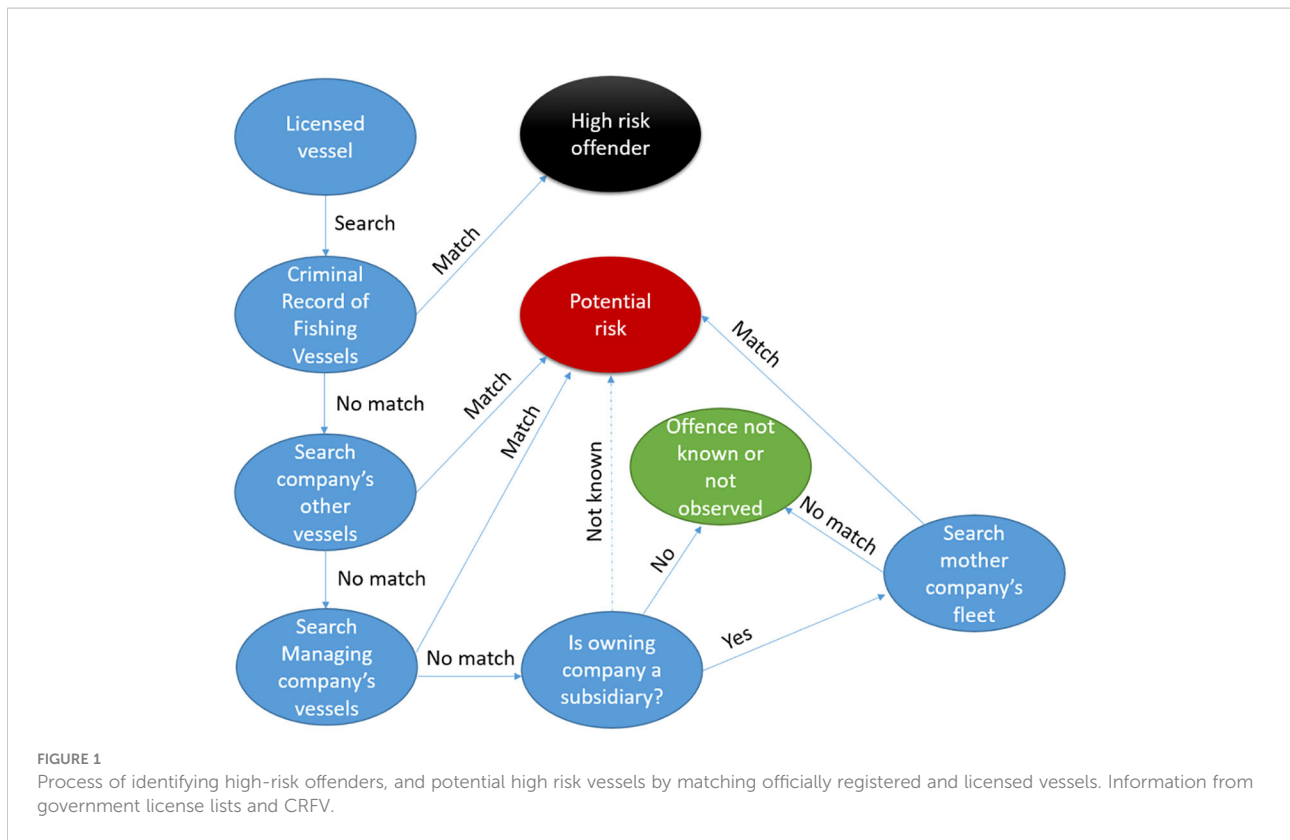 Licensed
vessel
High risk
offender
Search
Match
Criminal
Record of
Fishing
Vessels
Potential
risk
No match
Match
Match
Match
Search
company's
other
vessels
Not known
Offence not
known or
not
observed
No match
No match
No
Search
mother
company's
fleet
Search
Managing
company's
vessels
No match
Is owning
company a
subsidiary?
Yes
FIGURE 1
Process of identifying high-risk offenders, and potential high risk vessels by matching officially registered and licensed vessels. Information from
government license lists and CRFV.